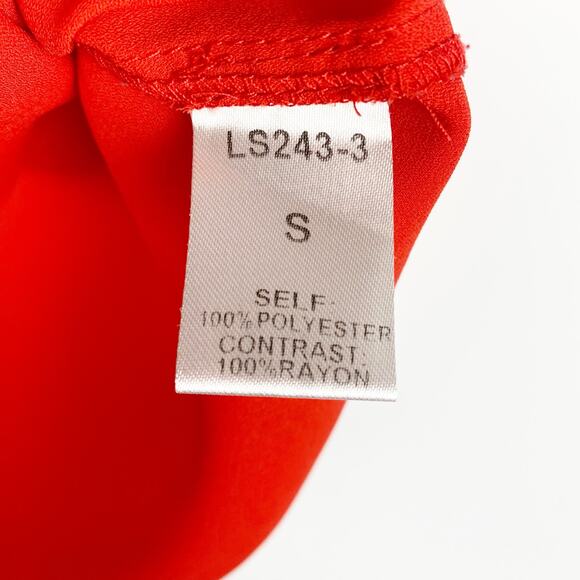 LS243-3
S
SELF:
100%POLYESTER
CONTRAST:
100%RAYON